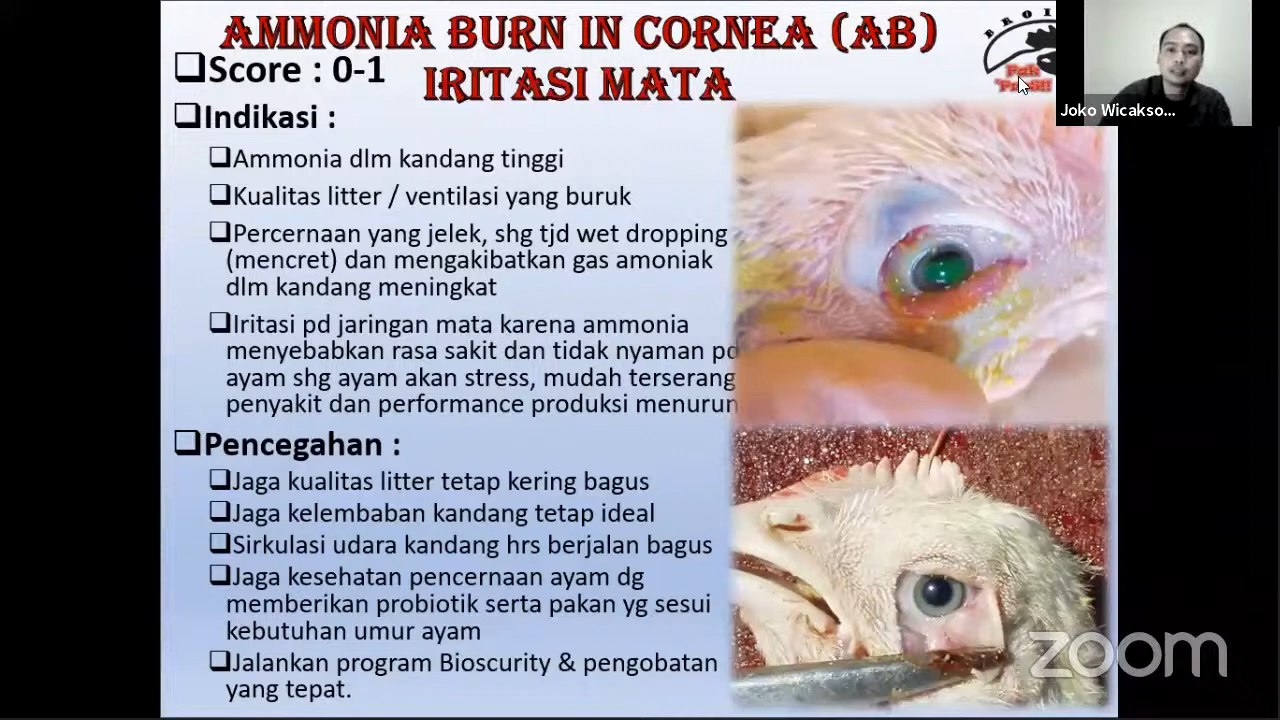 AMMONIA BURN IN CORNEA (AB)
IRITASI MATA
❑Score : 0-1
❑Indikasi :
❑Ammonia dlm kandang tinggi
❑Kualitas litter / ventilasi yang buruk
❑Percernaan yang jelek, shg tjd wet dropping
(mencret) dan mengakibatkan gas amoniak
dlm kandang meningkat
❑Iritasi pd jaringan mata karena ammonia
menyebabkan rasa sakit dan tidak nyaman pd
ayam shg ayam akan stress, mudah terserang
penyakit dan performance produksi menurun
❑Pencegahan :
❑Jaga kualitas litter tetap kering bagus
❑Jaga kelembaban kandang tetap ideal
❑Sirkulasi udara kandang hrs berjalan bagus
❑Jaga kesehatan pencernaan ayam dg
memberikan probiotik serta pakan yg sesui
kebutuhan umur ayam
❑Jalankan program Bioscurity & pengobatan
yang tepat.
B R O I
Joko Wicakso...
zoom